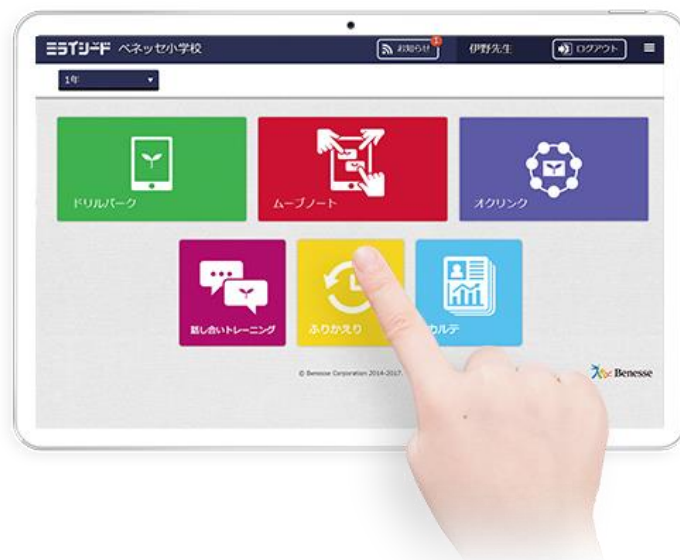 ミライシード ベネッセ小学校 お知らせ 1 伊野先生 ログアウト
1年
ドリルパーク ムーブノート オクリンク
話し合いトレーニング ふりかえり カルテ
© Benesse Corporation 2014-2017. Benesse